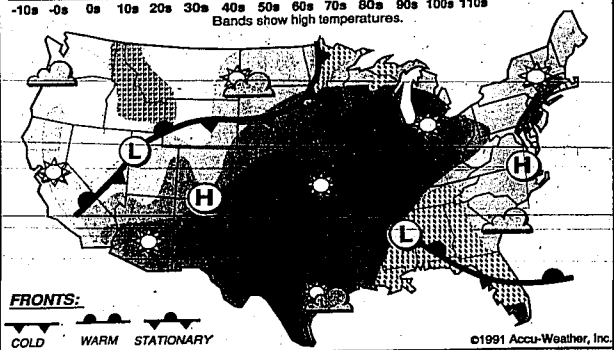 -10s -0s 0s 10s 20s 30s 40s 50s 60s 70s 80s 90s 100s 110s
Bands show high temperatures.
L
H
H
L
FRONTS:
COLD WARM STATIONARY
©1991 Accu-Weather, Inc.